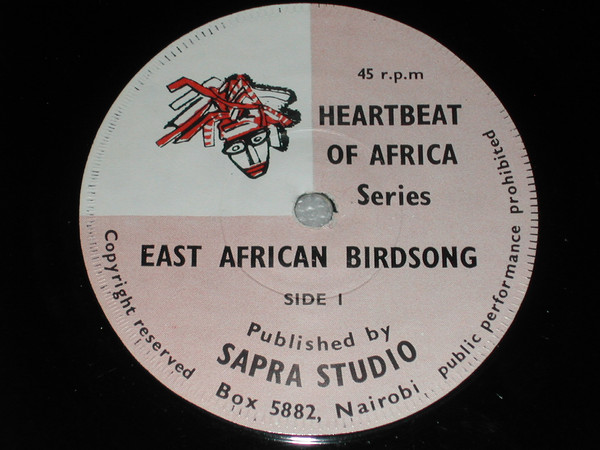 45 r.p.m
HEARTBEAT
OF AFRICA
Series
EAST AFRICAN BIRDSONG
SIDE I
Published by
SAPRA STUDIO
Box 5882, Nairobi
Copyright reserved
public performance prohibited